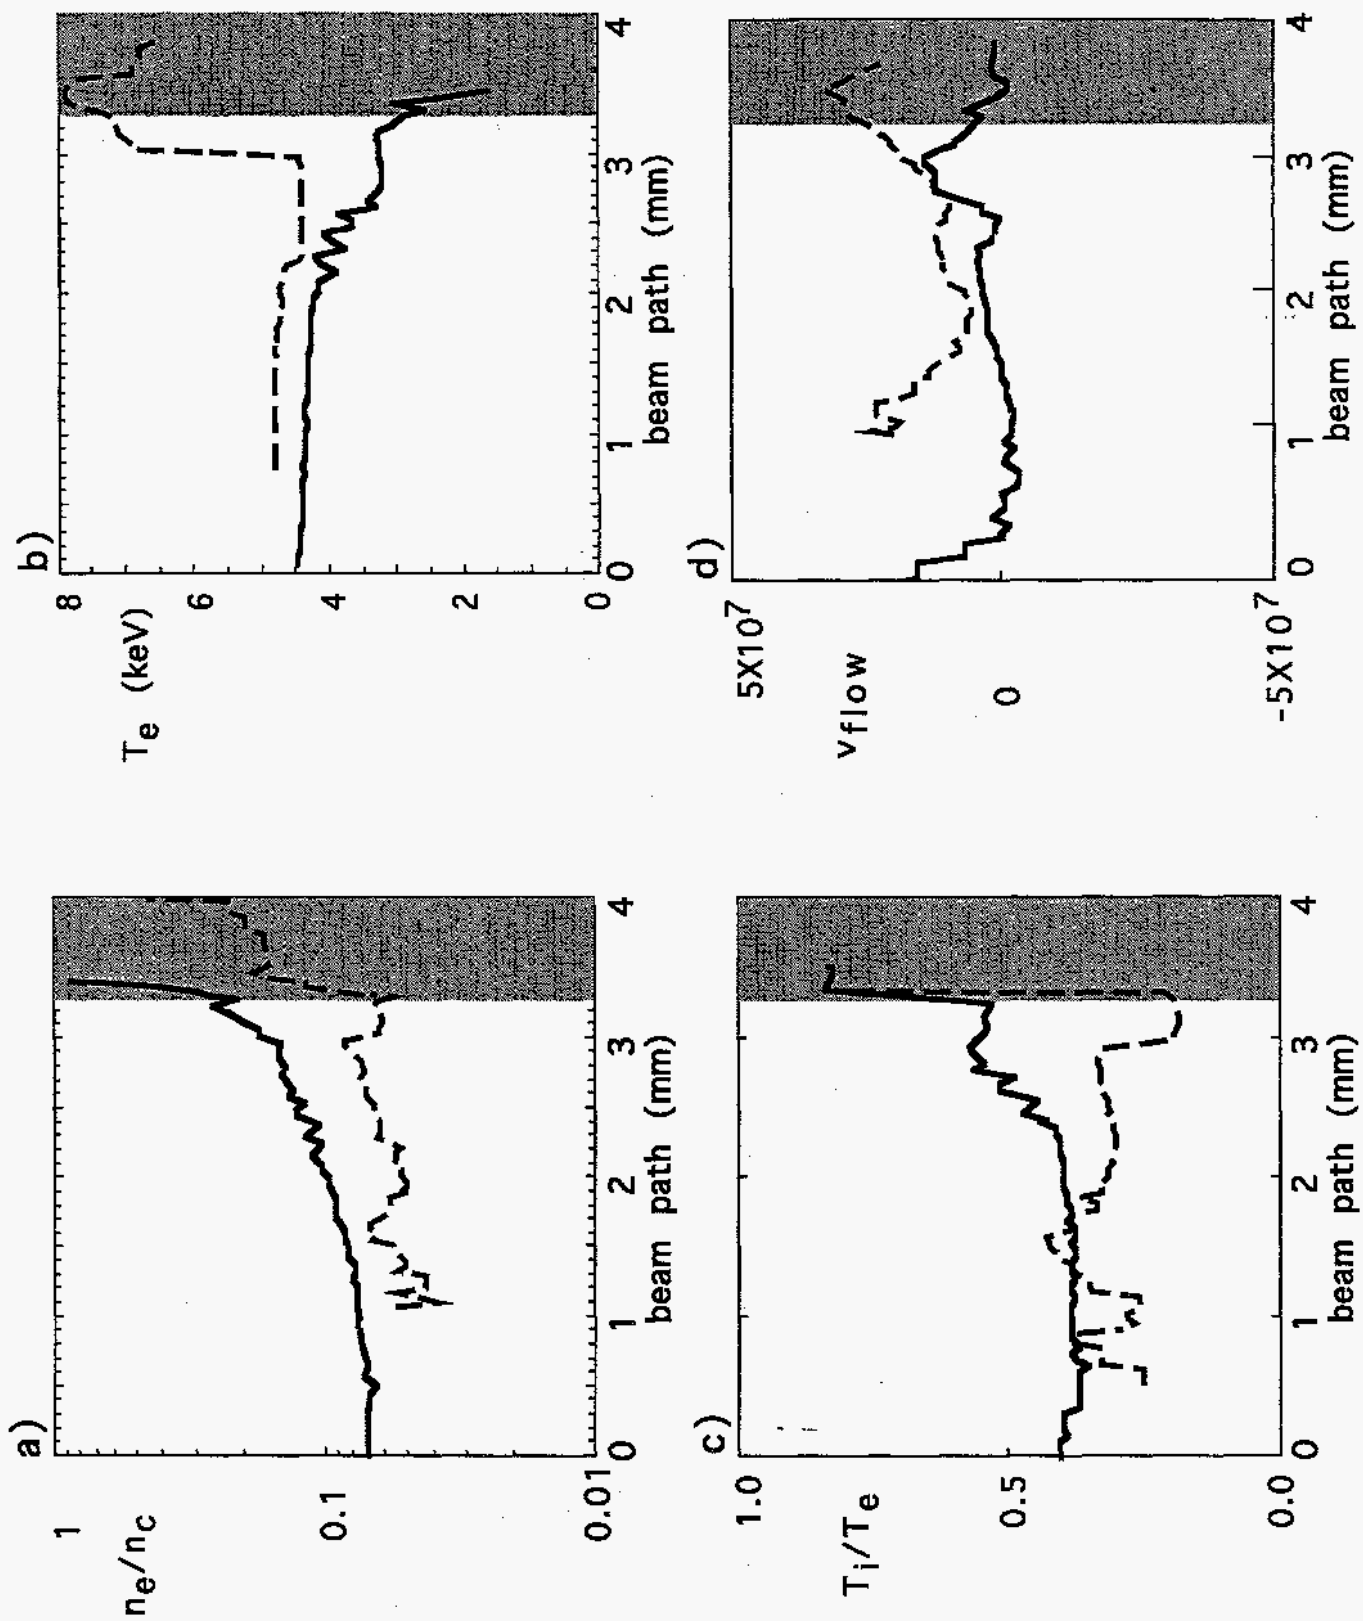 a)
1
n_e/n_c
0.1
0.01
0 1 2 3 4
beam path (mm)
b)
8
T_e (keV)
6
4
2
0
0 1 2 3 4
beam path (mm)
c)
1.0
T_i/T_e
0.5
0.0
0 1 2 3 4
beam path (mm)
d)
5X10^7
v_flow
0
-5X10^7
0 1 2 3 4
beam path (mm)